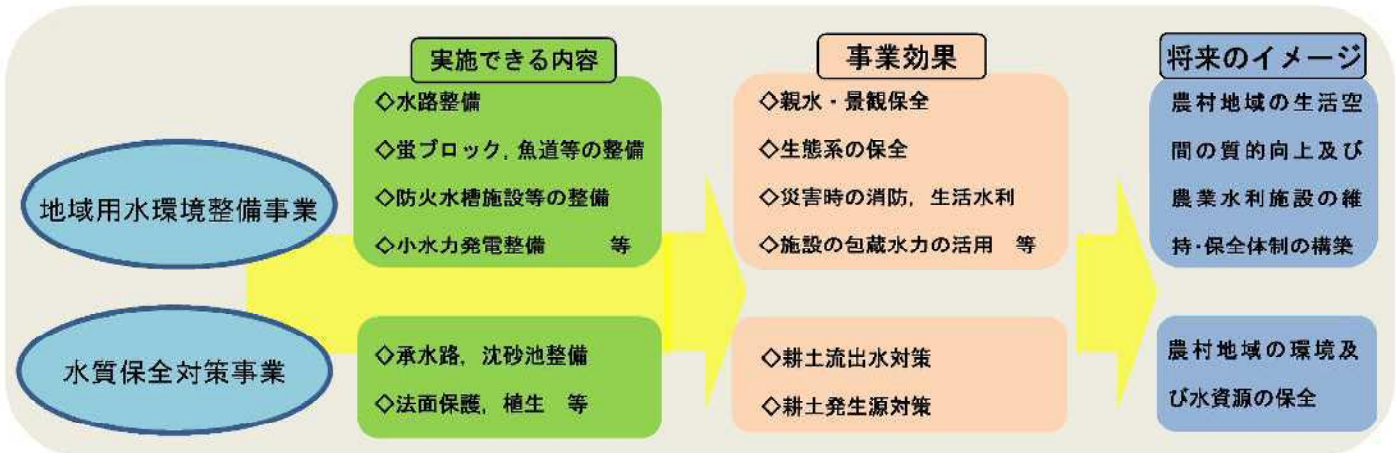 実施できる内容
事業効果
将来のイメージ
地域用水環境整備事業
◇水路整備
◇蛍ブロック,魚道等の整備
◇防火水槽施設等の整備
◇小水力発電整備　等
◇親水・景観保全
◇生態系の保全
◇災害時の消防,生活水利
◇施設の包蔵水力の活用　等
農村地域の生活空
間の質的向上及び
農業水利施設の維
持・保全体制の構築
水質保全対策事業
◇承水路,沈砂池整備
◇法面保護,植生　等
◇耕土流出水対策
◇耕土発生源対策
農村地域の環境及
び水資源の保全